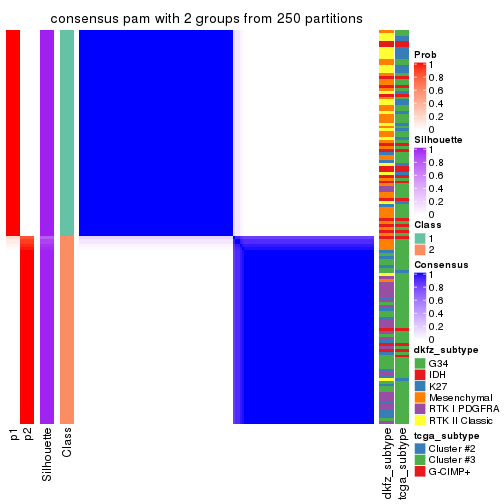 consensus pam with 2 groups from 250 partitions
Prob
1
0.8
0.6
0.4
0.2
0
Silhouette
1
0.8
0.6
0.4
0.2
0
Class
1
2
Consensus
1
0.8
0.6
0.4
0.2
0
dkfz_subtype
G34
IDH
K27
Mesenchymal
RTK I PDGFRA
RTK II Classic
tcga_subtype
Cluster #2
Cluster #3
G-CIMP+
p1
p2
Silhouette
Class
dkfz_subtype
tcga_subtype